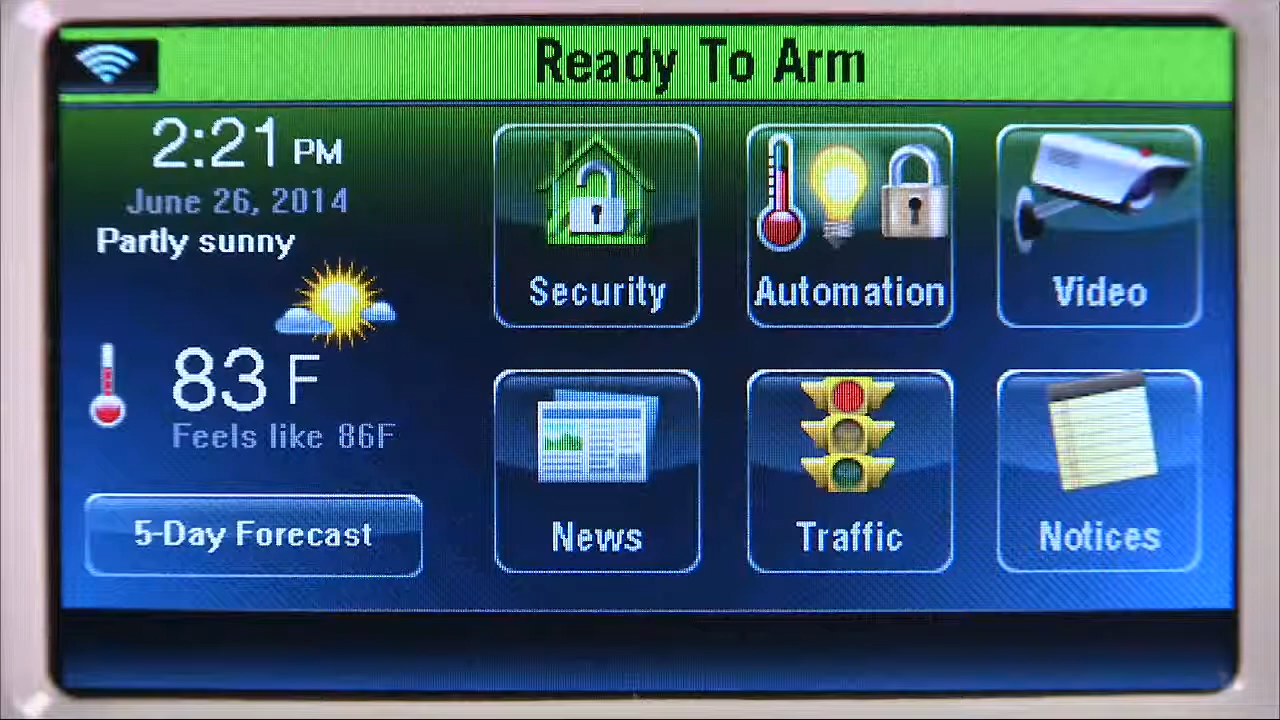 Ready To Arm
2:21 PM
June 26, 2014
Partly sunny
83 F
Feels like 86F
5-Day Forecast
Security
Automation
Video
News
Traffic
Notices